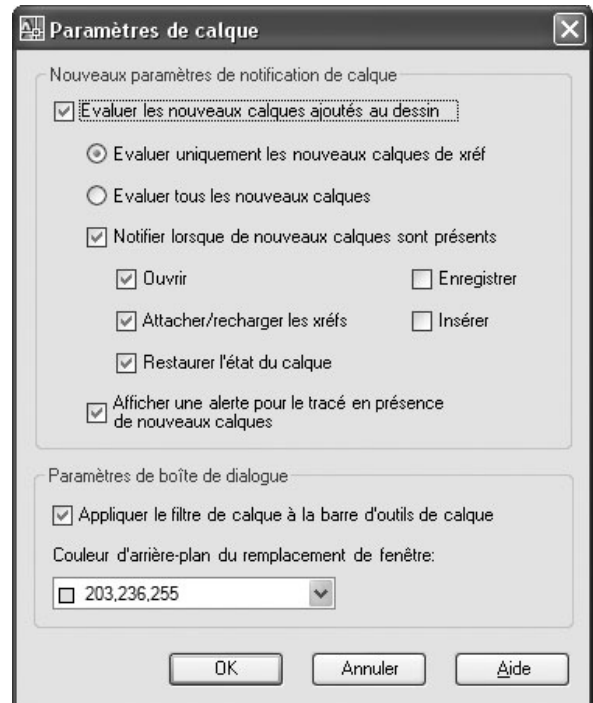 Paramètres de calque
Nouveaux paramètres de notification de calque
Evaluer les nouveaux calques ajoutés au dessin
Evaluer uniquement les nouveaux calques de xréf
Evaluer tous les nouveaux calques
Notifier lorsque de nouveaux calques sont présents
Ouvrir
Enregistrer
Attacher/recharger les xréfs
Insérer
Restaurer l'état du calque
Afficher une alerte pour le tracé en présence
de nouveaux calques
Paramètres de boîte de dialogue
Appliquer le filtre de calque à la barre d'outils de calque
Couleur d'arrière-plan du remplacement de fenêtre:
203,236,255
OK
Annuler
Aide